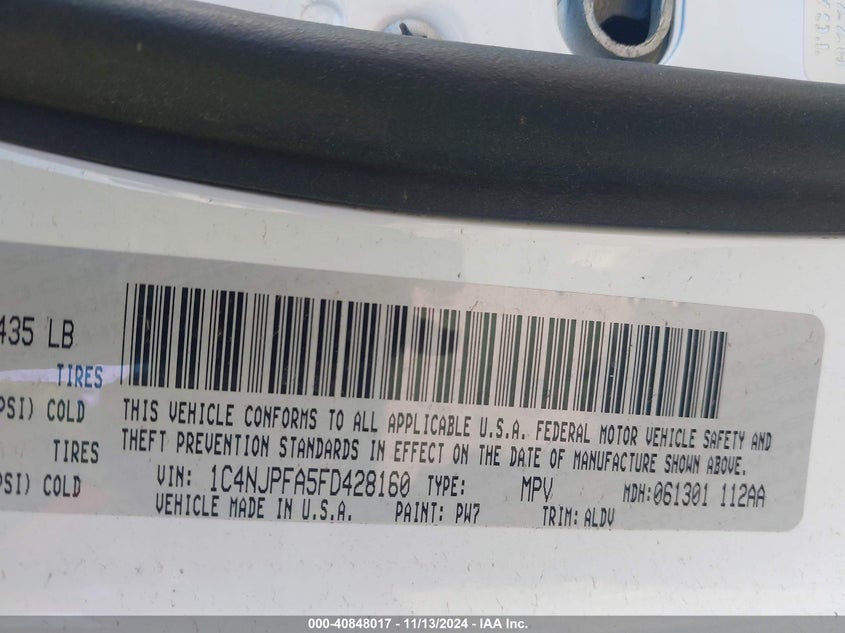 435 LB
TIRES
PSI) COLD
TIRES
PSI) COLD
THIS VEHICLE CONFORMS TO ALL APPLICABLE U.S.A. FEDERAL MOTOR VEHICLE SAFETY AND
THEFT PREVENTION STANDARDS IN EFFECT ON THE DATE OF MANUFACTURE SHOWN ABOVE.
VIN: 1C4NJPFA5FD428160 TYPE: MPV MDH:061301 112AA
VEHICLE MADE IN U.S.A. PAINT: PW7 TRIM: ALDV
000-40848017 - 11/13/2024 - IAA Inc.